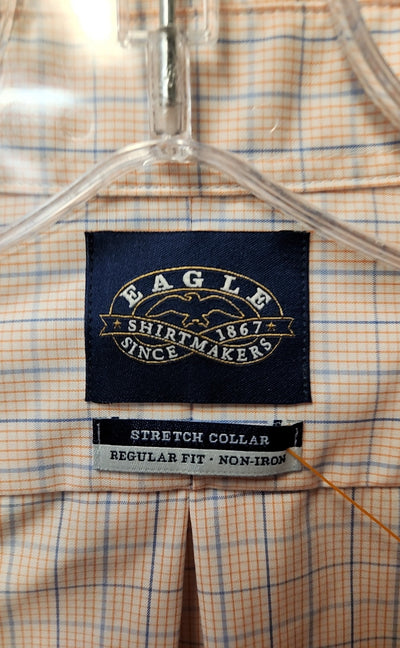 EAGLE
SHIRTMAKERS 1867
SINCE
STRETCH COLLAR
REGULAR FIT · NON-IRON